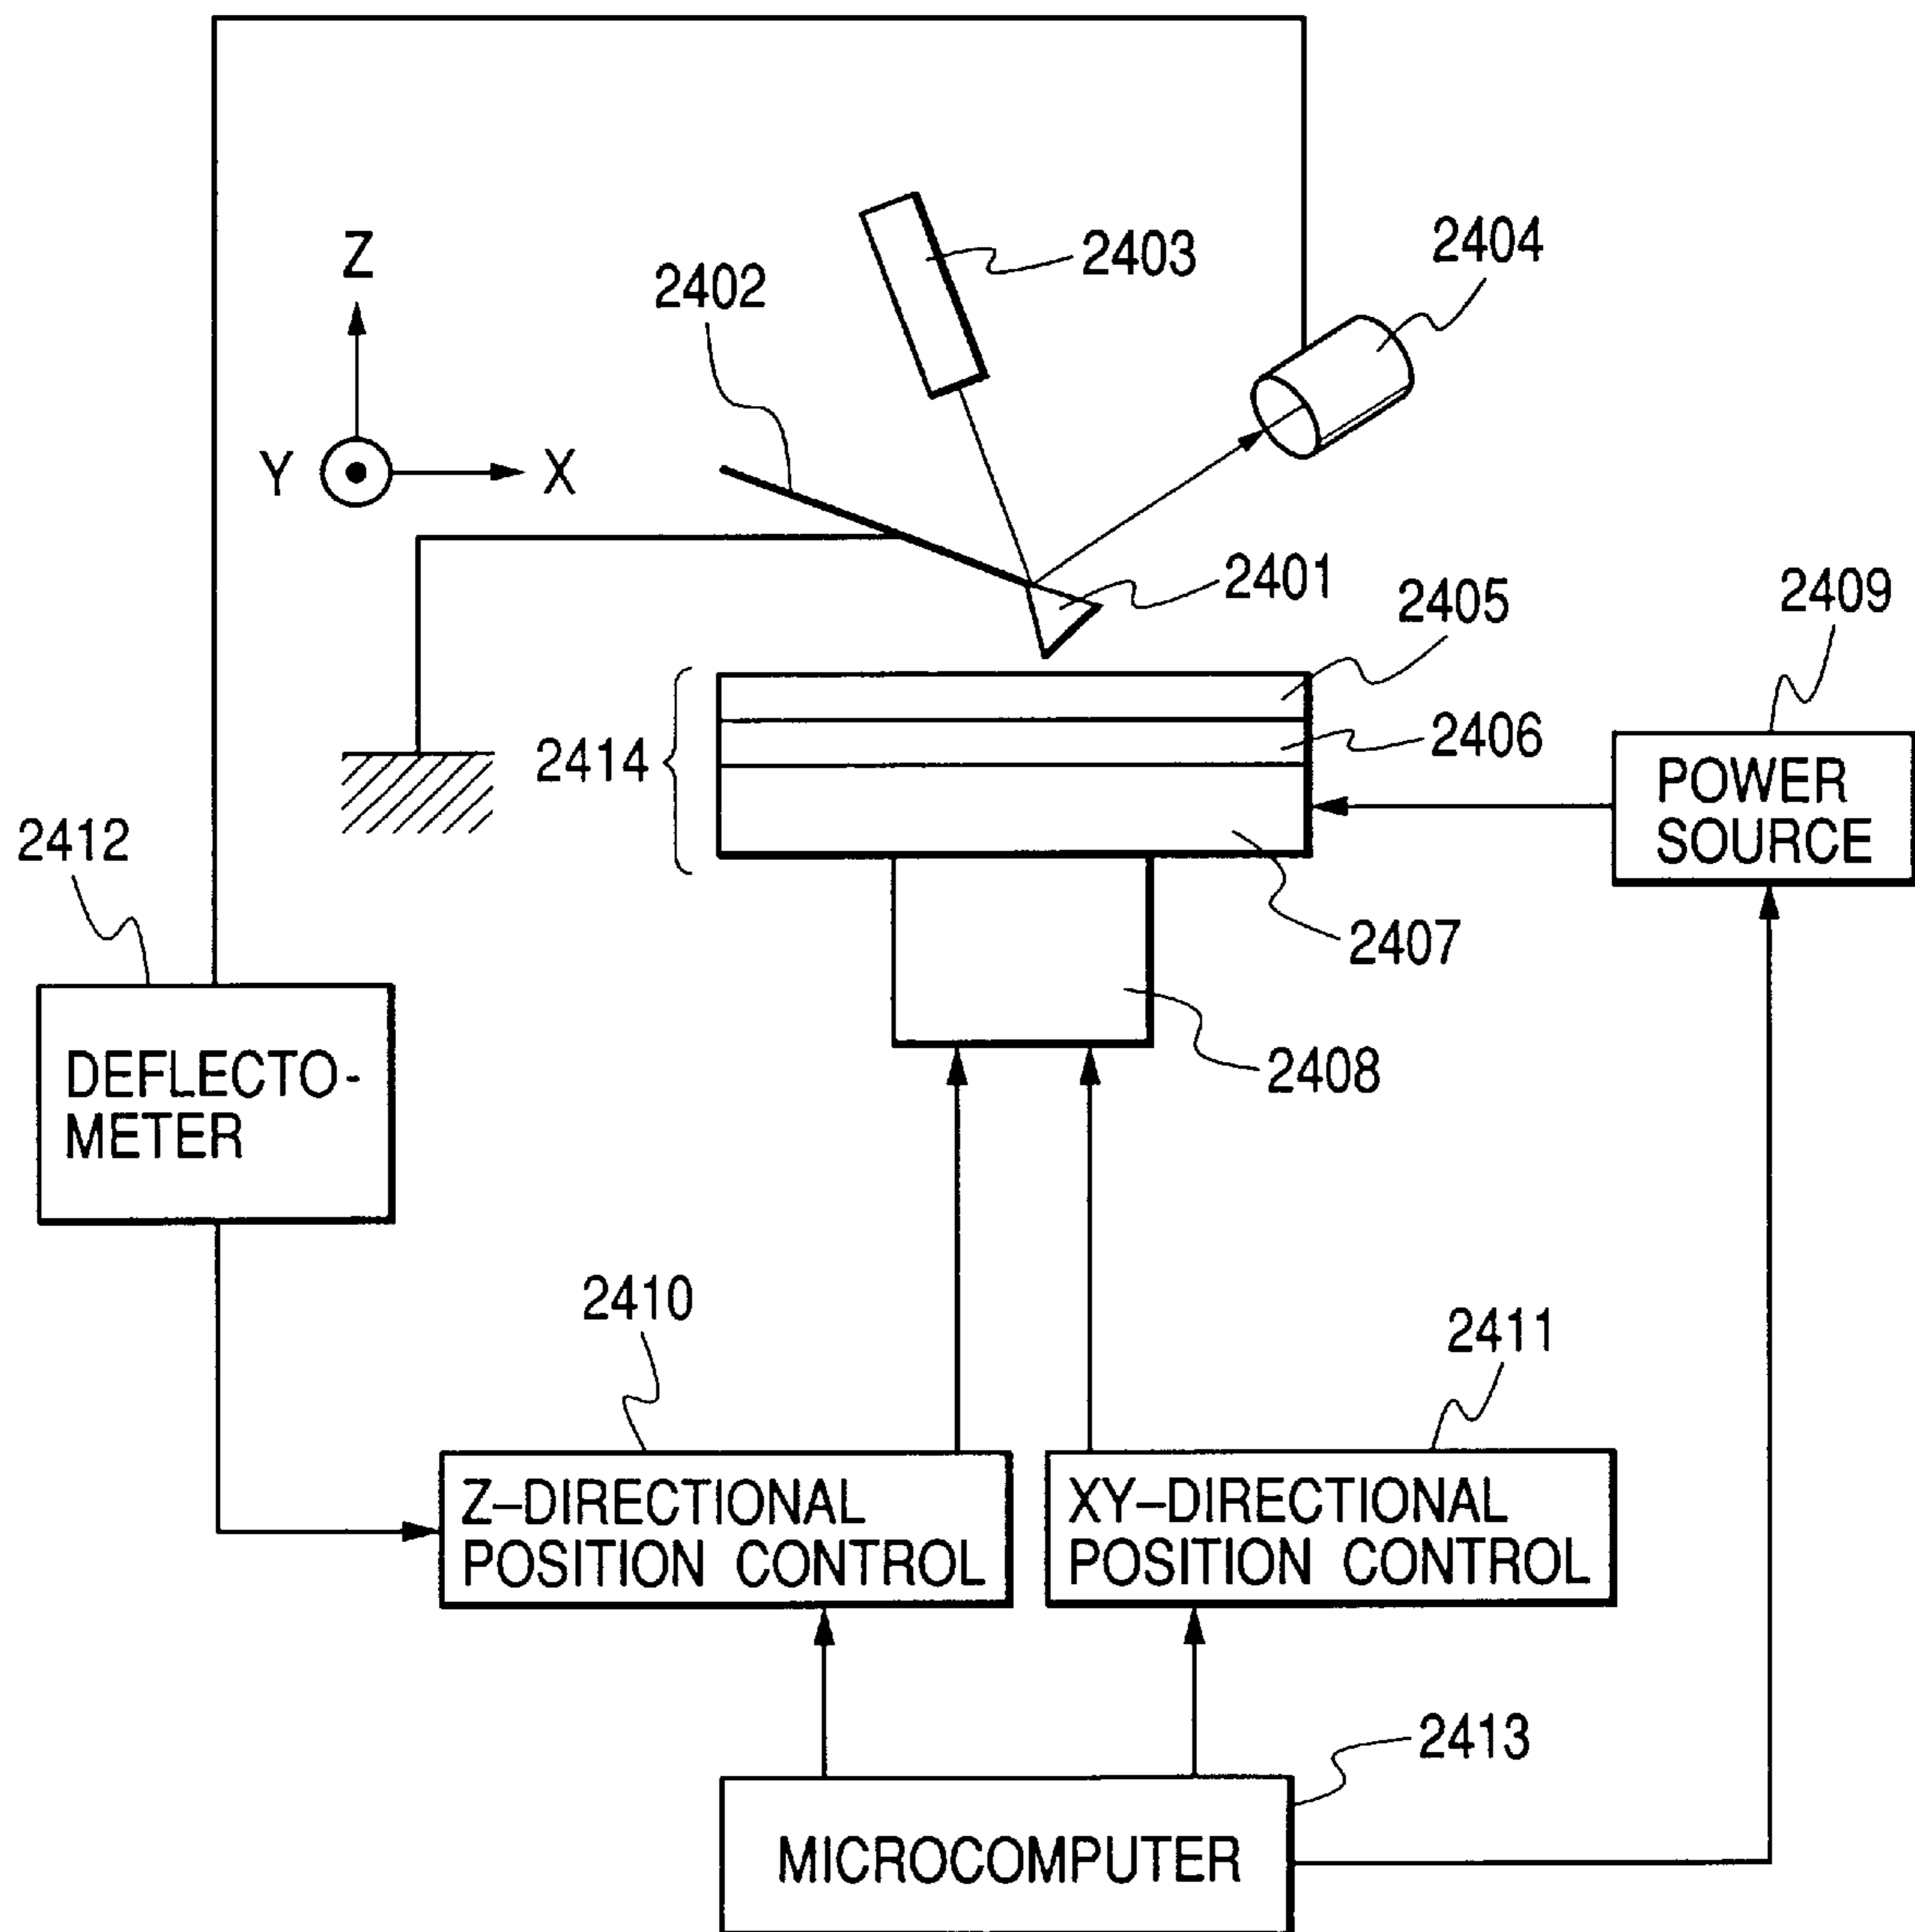 2403
2404
2402
Z
Y
X
2401
2405
2409
2406
2414
POWER
SOURCE
2412
2407
DEFLECTO-
METER
2408
2410
2411
Z-DIRECTIONAL
POSITION CONTROL
XY-DIRECTIONAL
POSITION CONTROL
2413
MICROCOMPUTER